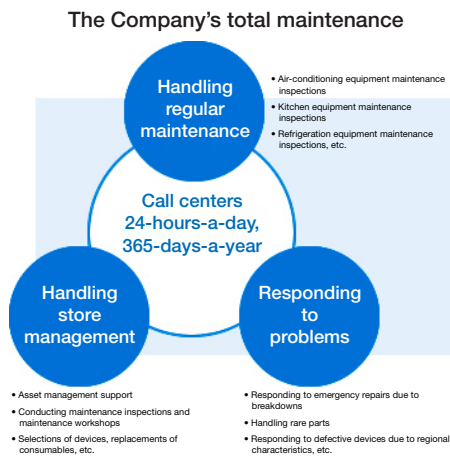 The Company’s total maintenance
Handling
regular
maintenance
• Air-conditioning equipment maintenance
inspections
• Kitchen equipment maintenance
inspections
• Refrigeration equipment maintenance
inspections, etc.
Call centers
24-hours-a-day,
365-days-a-year
Handling
store
management
Responding
to
problems
• Asset management support
• Conducting maintenance inspections and
maintenance workshops
• Selections of devices, replacements of
consumables, etc.
• Responding to emergency repairs due to
breakdowns
• Handling rare parts
• Responding to defective devices due to regional
characteristics, etc.